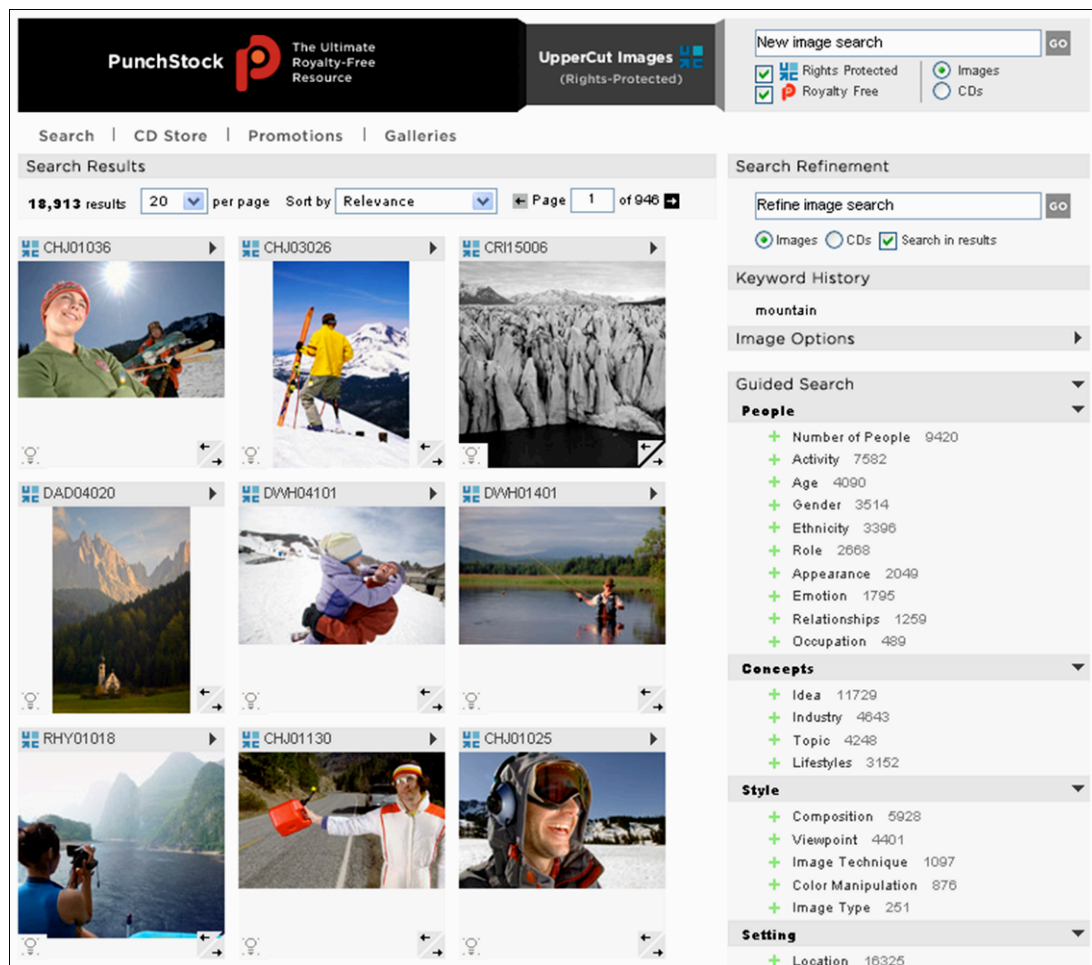 PunchStock
The Ultimate
Royalty-Free
Resource
UpperCut Images
(Rights-Protected)
New image search GO
Rights Protected Images
Royalty Free CDs
Search | CD Store | Promotions | Galleries
Search Results
18,913 results 20 per page Sort by Relevance Page 1 of 946
CHJ01036 CHJ03026 CRI15006
DAD04020 DWH04101 DWH01401
RHY01018 CHJ01130 CHJ01025
Search Refinement
Refine image search GO
Images CDs Search in results
Keyword History
mountain
Image Options
Guided Search
People
Number of People 9420
Activity 7582
Age 4090
Gender 3514
Ethnicity 3396
Role 2668
Appearance 2049
Emotion 1795
Relationships 1259
Occupation 489
Concepts
Idea 11729
Industry 4643
Topic 4248
Lifestyles 3152
Style
Composition 5928
Viewpoint 4401
Image Technique 1097
Color Manipulation 876
Image Type 251
Setting
Location 16325